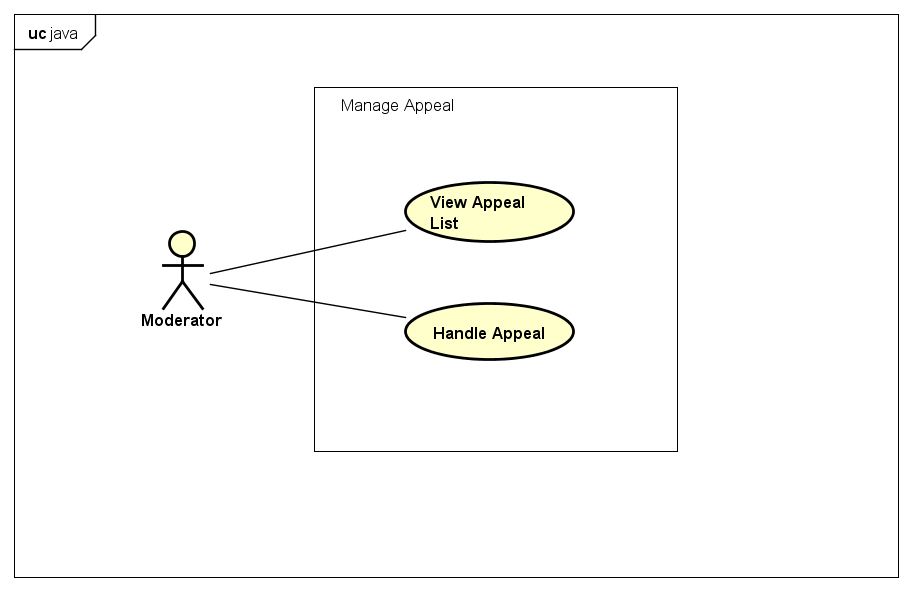 uc java
Manage Appeal
View Appeal
List
Moderator
Handle Appeal